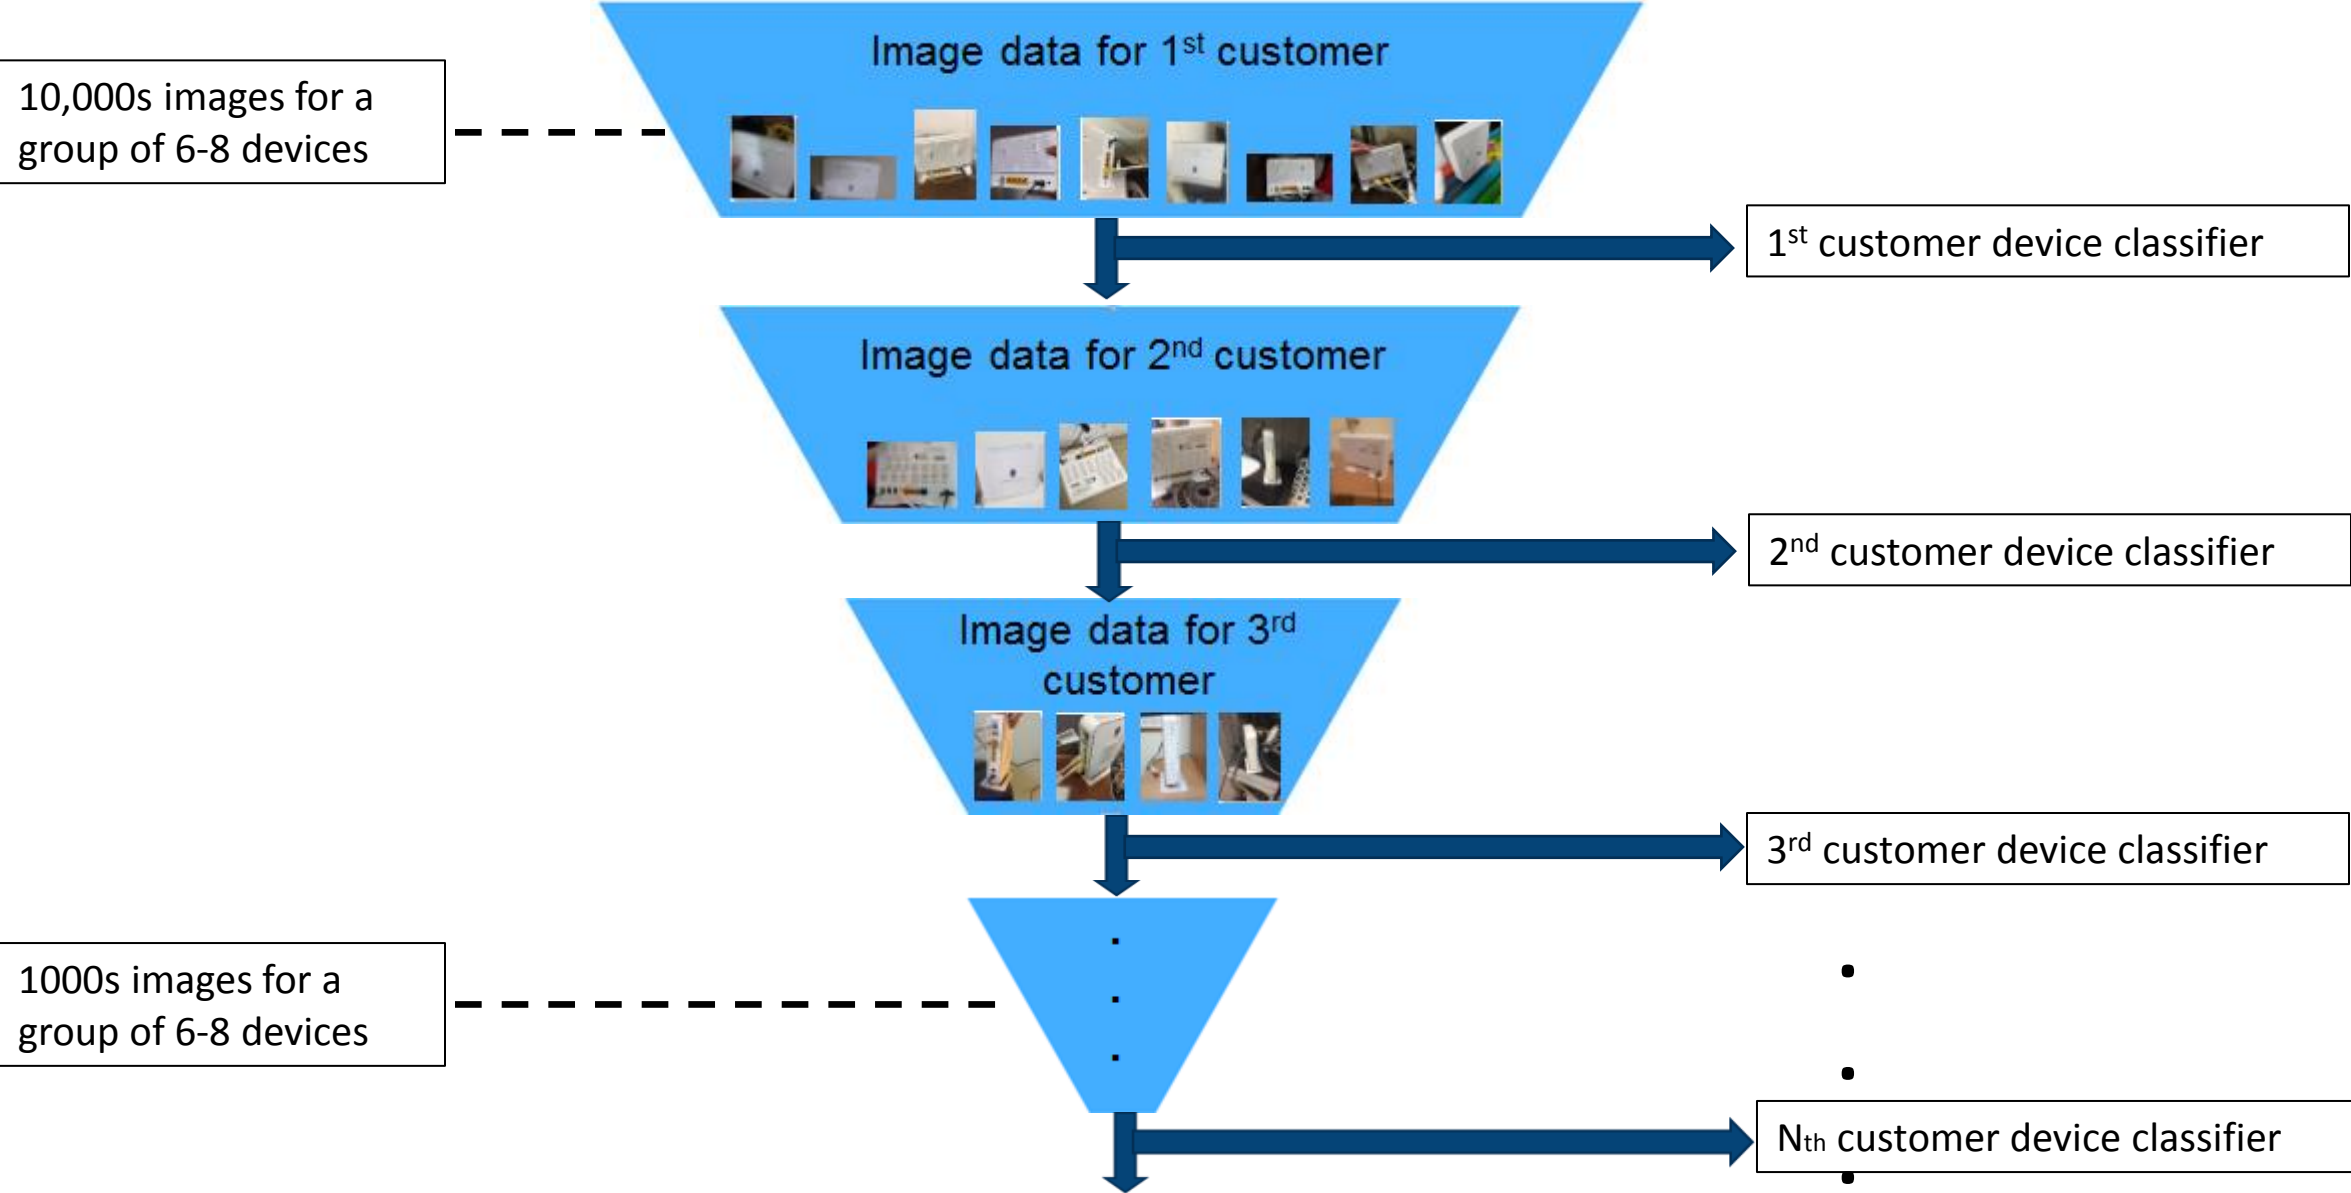 Image data for 1st customer
10,000s images for a
group of 6-8 devices
1st customer device classifier
Image data for 2nd customer
2nd customer device classifier
Image data for 3rd
customer
3rd customer device classifier
1000s images for a
group of 6-8 devices
Nth customer device classifier